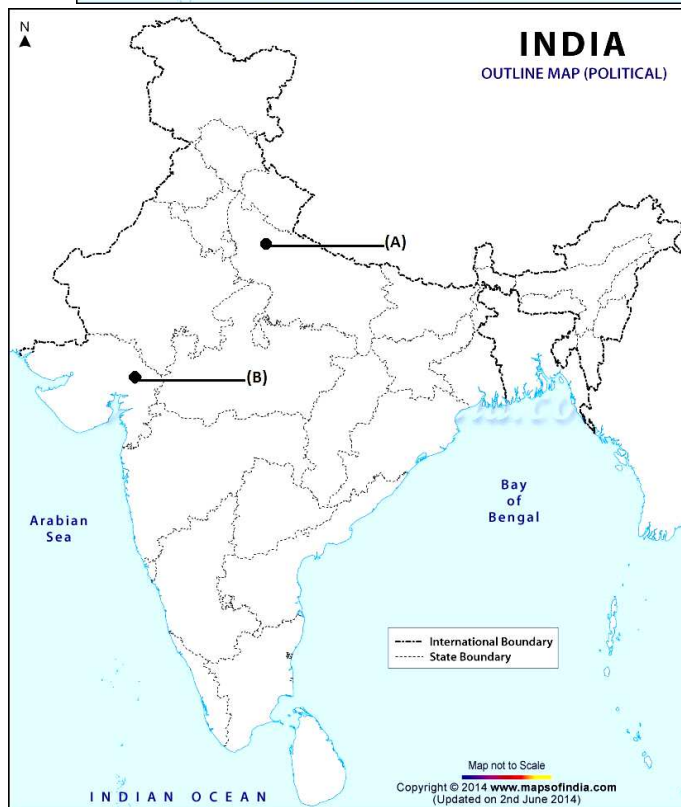 N
INDIA
OUTLINE MAP (POLITICAL)
(A)
(B)
Arabian
Sea
Bay
of
Bengal
International Boundary
State Boundary
Map not to Scale
Copyright © 2014 www.mapsofindia.com
(Updated on 2nd June 2014)
INDIAN OCEAN